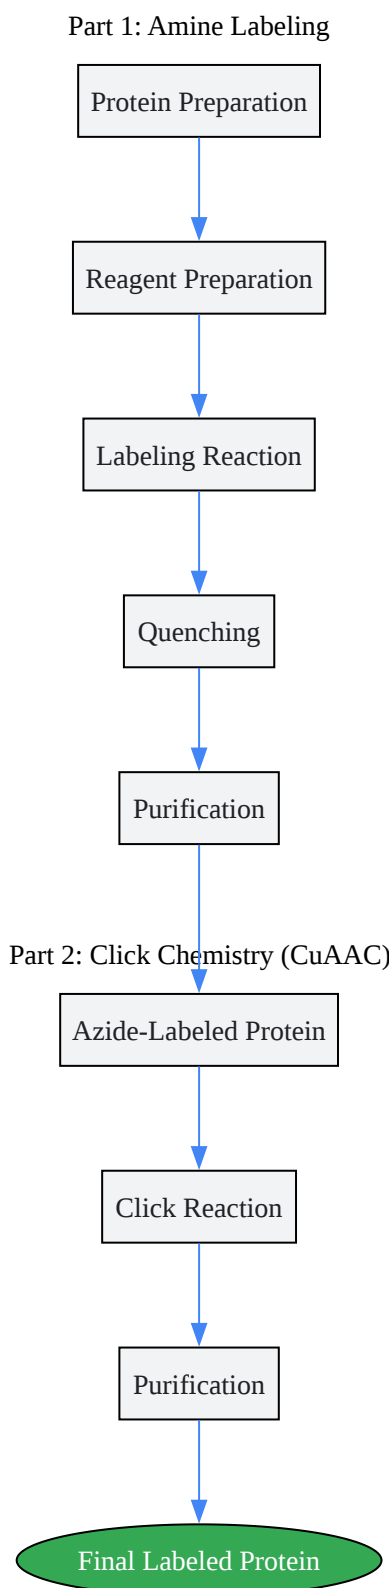 Part 1: Amine Labeling
Protein Preparation
Reagent Preparation
Labeling Reaction
Quenching
Purification
Part 2: Click Chemistry (CuAAC)
Azide-Labeled Protein
Click Reaction
Purification
Final Labeled Protein